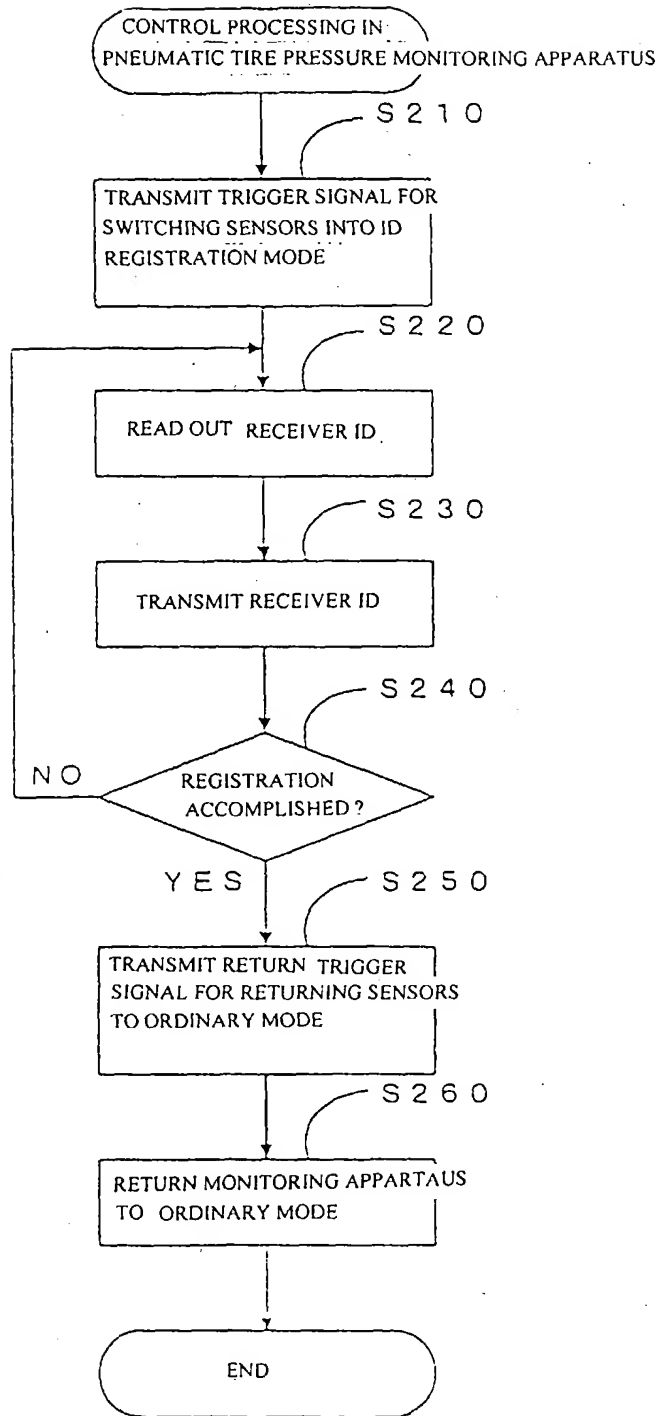 CONTROL PROCESSING IN
PNEUMATIC TIRE PRESSURE MONITORING APPARATUS
S210
TRANSMIT TRIGGER SIGNAL FOR
SWITCHING SENSORS INTO ID
REGISTRATION MODE
S220
READ OUT RECEIVER ID
S230
TRANSMIT RECEIVER ID
S240
NO
REGISTRATION
ACCOMPLISHED?
YES
S250
TRANSMIT RETURN TRIGGER
SIGNAL FOR RETURNING SENSORS
TO ORDINARY MODE
S260
RETURN MONITORING APPARTAUS
TO ORDINARY MODE
END